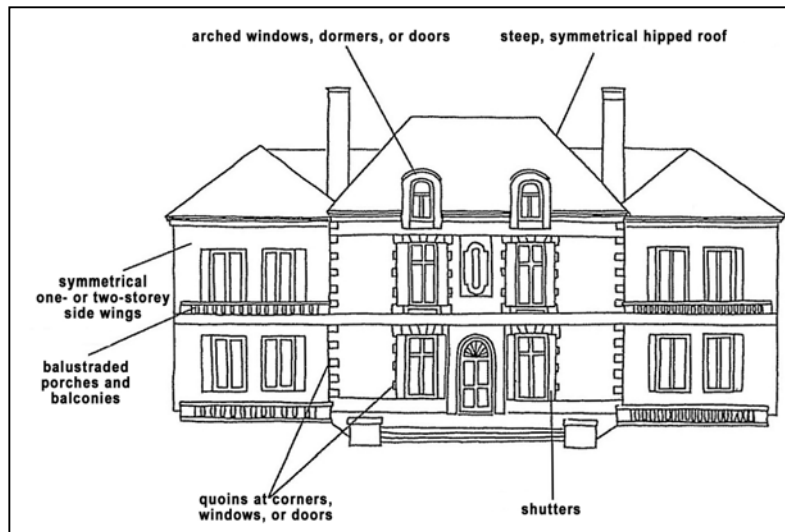 arched windows, dormers, or doors
steep, symmetrical hipped roof
symmetrical
one- or two-storey
side wings
balustraded
porches and
balconies
quoins at corners,
windows, or doors
shutters